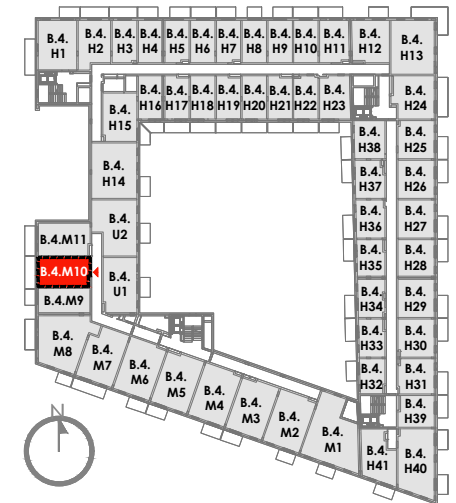 B.4. B.4. B.4. B.4. B.4. B.4. B.4. B.4. B.4. B.4. B.4. B.4. B.4.
H1 H2 H3 H4 H5 H6 H7 H8 H9 H10 H11 H12 H13
B.4. B.4. B.4. B.4. B.4. B.4. B.4. B.4. B.4.
H16 H17 H18 H19 H20 H21 H22 H23 H24
B.4.
H15
B.4. B.4.
H38 H25
B.4.
H14
B.4. B.4.
H37 H26
B.4.
U2
B.4. B.4.
H36 H27
B.4.M11
B.4. B.4.
H35 H28
B.4.M10
B.4.
U1
B.4.M9
B.4. B.4.
H34 H29
B.4. B.4.
H33 H30
B.4.
M8
B.4.
M7
B.4.
M6
B.4.
M5
B.4.
M4
B.4.
M3
B.4.
M2
B.4.
M1
B.4. B.4.
H32 H31
B.4.
H39
B.4. B.4.
H41 H40
N